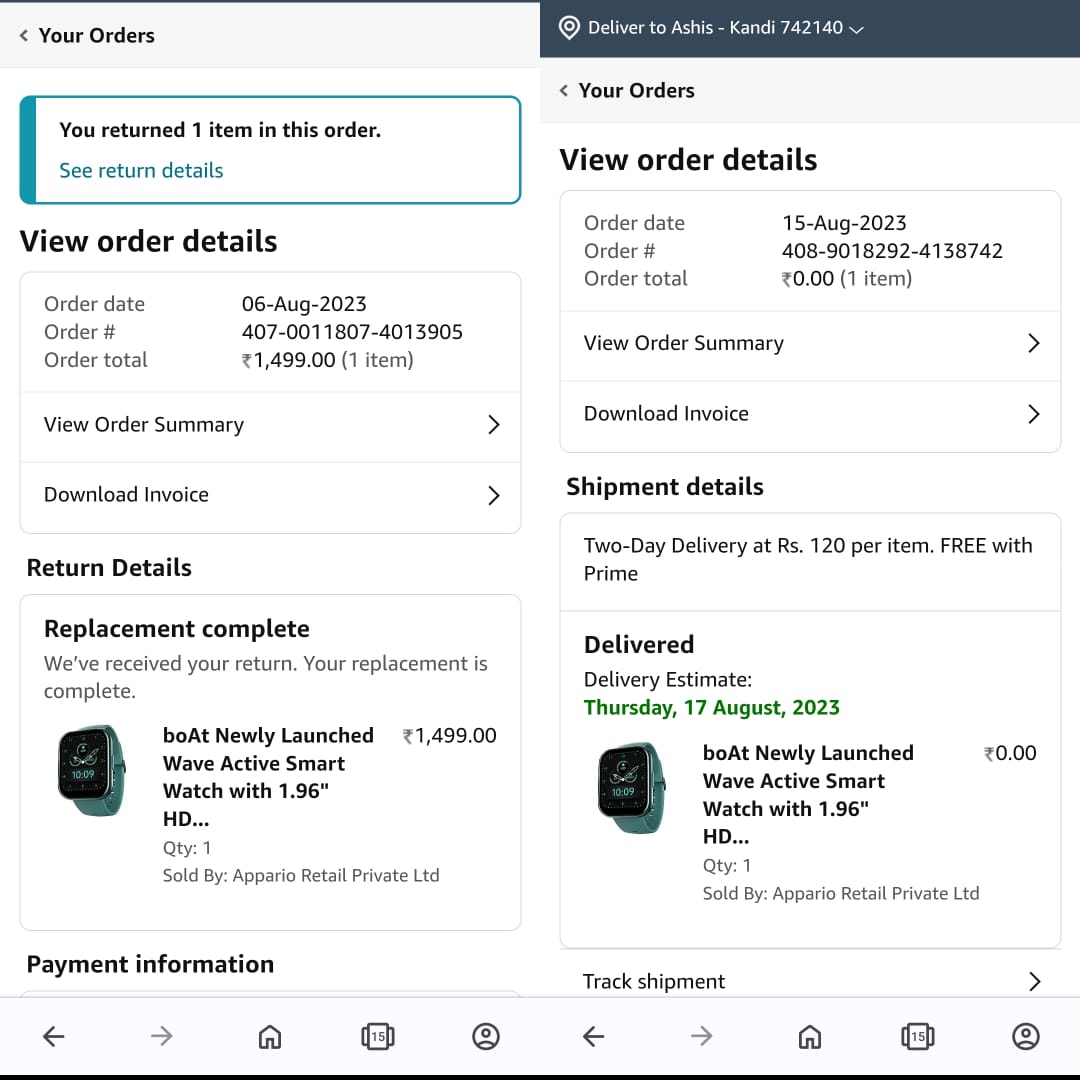 Your Orders
You returned 1 item in this order.
See return details
View order details
Order date 06-Aug-2023
Order # 407-0011807-4013905
Order total ₹1,499.00 (1 item)
View Order Summary
Download Invoice
Return Details
Replacement complete
We've received your return. Your replacement is
complete.
10:09
boAt Newly Launched ₹1,499.00
Wave Active Smart
Watch with 1.96"
HD...
Qty: 1
Sold By: Appario Retail Private Ltd
Payment information
15
Deliver to Ashis - Kandi 742140
Your Orders
View order details
Order date 15-Aug-2023
Order # 408-9018292-4138742
Order total ₹0.00 (1 item)
View Order Summary
Download Invoice
Shipment details
Two-Day Delivery at Rs. 120 per item. FREE with
Prime
Delivered
Delivery Estimate:
Thursday, 17 August, 2023
10:09
boAt Newly Launched ₹0.00
Wave Active Smart
Watch with 1.96"
HD...
Qty: 1
Sold By: Appario Retail Private Ltd
Track shipment
15